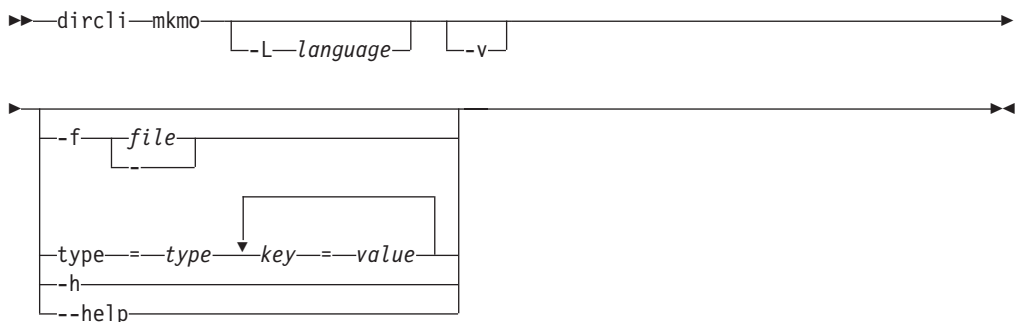 dircli mkmo -L language -v
-f file
-
type = type key = value
-h
--help